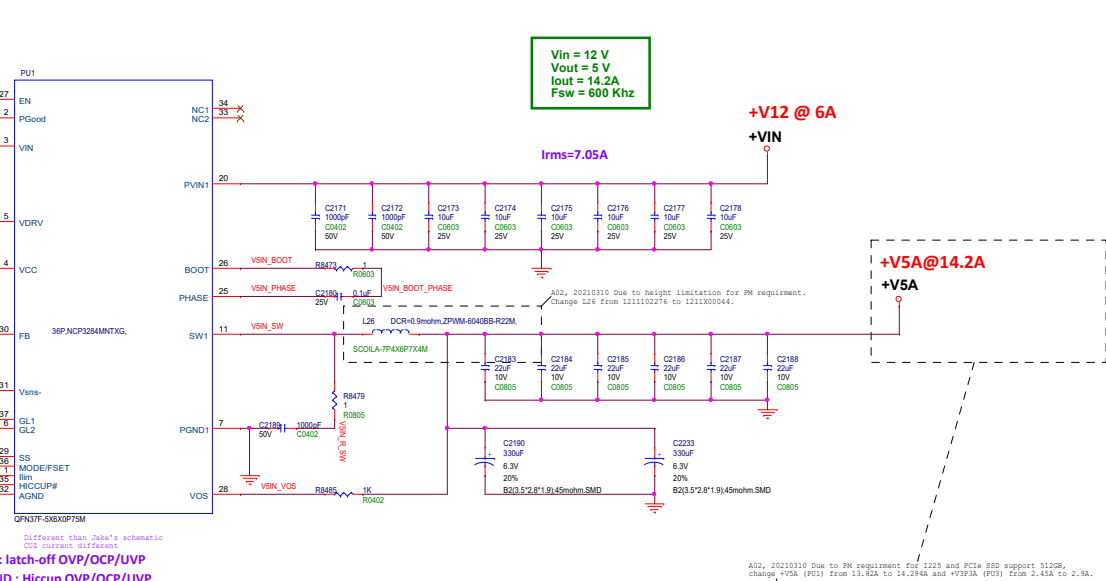 Vin = 12 V
Vout = 5 V
Iout = 14.2A
Fsw = 600 Khz
+V12 @ 6A
+VIN
Irms=7.05A
PU1
27
EN
2
PGood
3
VIN
5
VDRV
4
VCC
30
FB
36P,NCP3284MNTXG,
31
Vsns-
37
GL1
6
GL2
29
SS
36
MODE/FSET
1
Ilim
35
HICCUP#
32
AGND
NC1
34
NC2
33
PVIN1
20
BOOT
26
PHASE
25
SW1
11
PGND1
7
VOS
28
QFN37F-5X6X0P75M
C2171
1000pF
C0402
50V
C2172
1000pF
C0402
50V
C2173
10uF
C0603
25V
C2174
10uF
C0603
25V
C2175
10uF
C0603
25V
C2176
10uF
C0603
25V
C2177
10uF
C0603
25V
C2178
10uF
C0603
25V
V5IN_BOOT
R8473
1
R0603
V5IN_PHASE
C2180
0.1uF
25V
C0603
V5IN_BOOT_PHASE
A02, 20210310 Due to height limitation for PM requirment.
Change L26 from 1211102276 to 1211X00044.
V5IN_SW
L26
DCR=0.9mohm,ZPWM-6040BB-R22M,
SCOILA-7P4X6P7X4M
+V5A@14.2A
+V5A
C2183
22uF
10V
C0805
C2184
22uF
10V
C0805
C2185
22uF
10V
C0805
C2186
22uF
10V
C0805
C2187
22uF
10V
C0805
C2188
22uF
10V
C0805
R8479
1
R0805
V5IN_R_SW
C2189
1000pF
50V
C0402
C2190
330uF
6.3V
20%
B2(3.5*2.8*1.9);45mohm.SMD
C2233
330uF
6.3V
20%
B2(3.5*2.8*1.9);45mohm.SMD
V5IN_VOS
R8485
1K
R0402
Different than Jake's schematic
CUZ current different
: latch-off OVP/OCP/UVP
ND : Hiccup OVP/OCP/UVP
A02, 20210310 Due to PM requirment for I225 and PCIe SSD support 512GB,
change +V5A (PU1) from 13.82A to 14.294A and +V3P3A (PU3) from 2.45A to 2.9A.